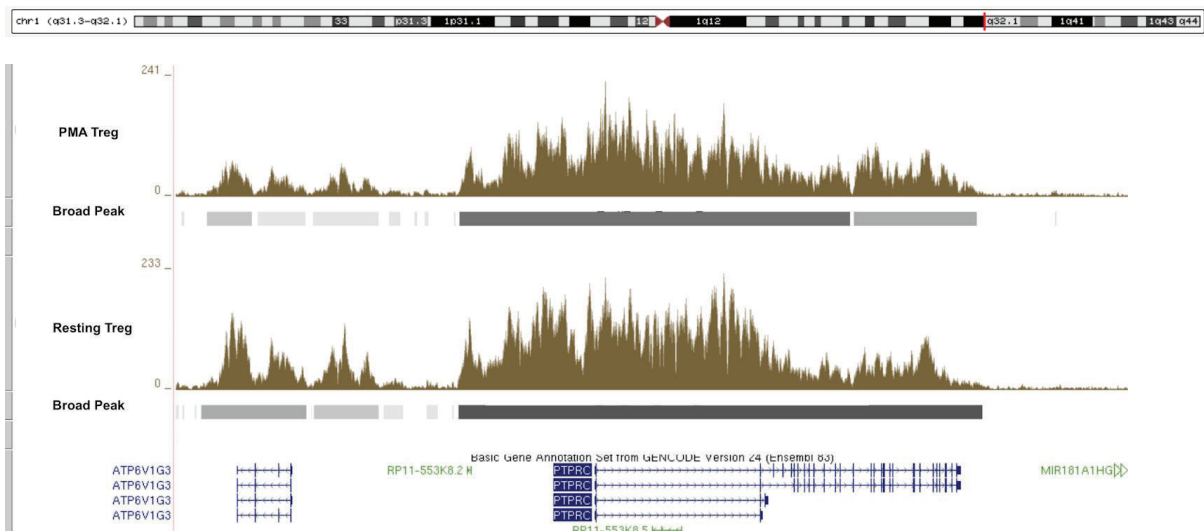 chr1 (q31.3-q32.1) 33 p31.3 1p31.1 12 1q12 q32.1 1q41 1q43 q44
241
PMA Treg
0
Broad Peak
233
Resting Treg
0
Broad Peak
Basic Gene Annotation Set from GENCODE Version 24 (Ensembl 83)
ATP6V1G3 RP11-553K8.2 PTPRC MIR181A1HG
ATP6V1G3 PTPRC
ATP6V1G3 PTPRC
ATP6V1G3 PTPRC
RP11-553K8.5